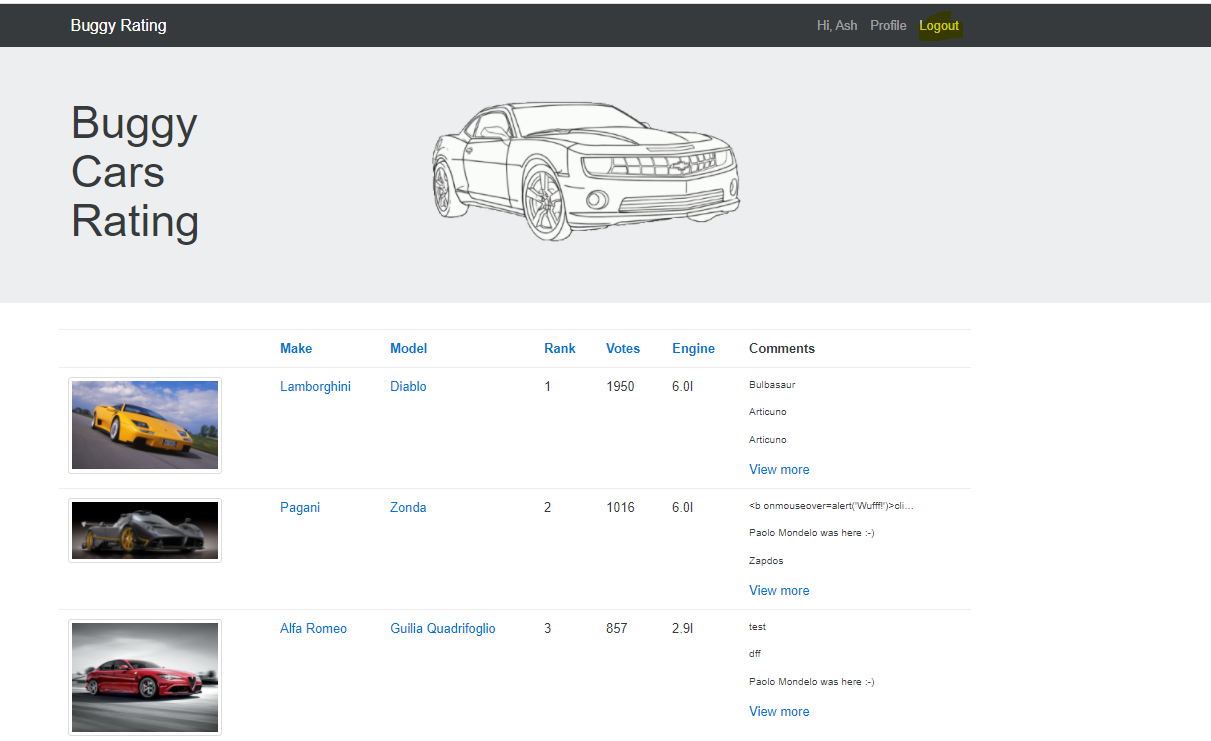 Buggy Rating
Hi, Ash Profile Logout
Buggy
Cars
Rating
Make Model Rank Votes Engine Comments
Lamborghini Diablo 1 1950 6.0l
Bulbasaur
Articuno
Articuno
View more
Pagani Zonda 2 1016 6.0l
<b onmouseover=alert('Wufff!')>cli...
Paolo Mondelo was here :-)
Zapdos
View more
Alfa Romeo Guilia Quadrifoglio 3 857 2.9l
test
dff
Paolo Mondelo was here :-)
View more